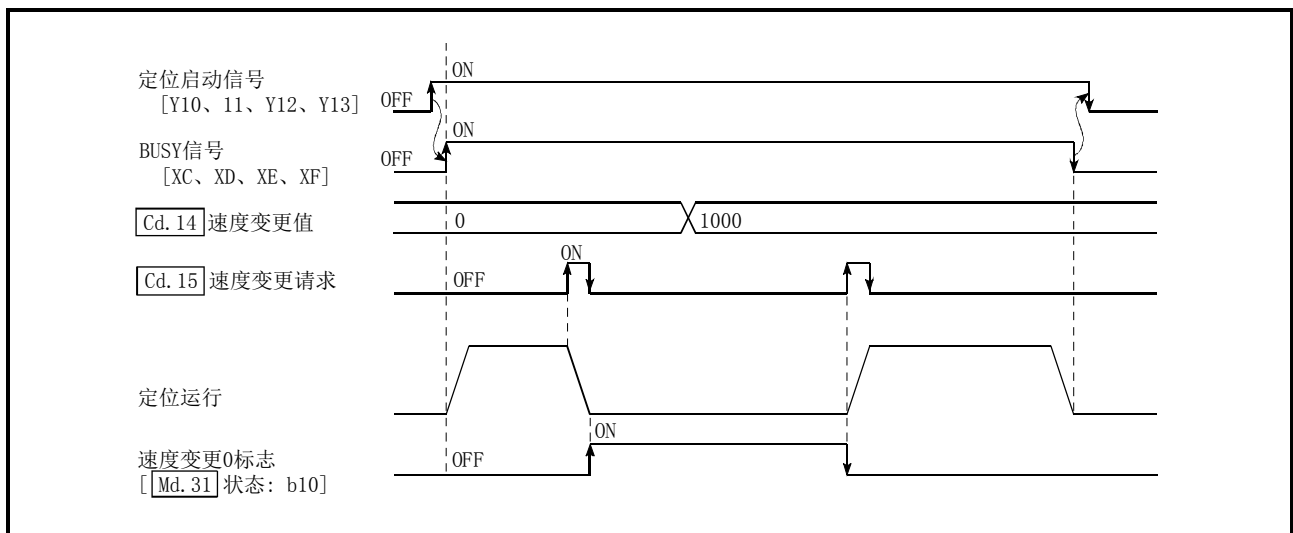 定位启动信号
ON
[Y10、11、Y12、Y13]
OFF
BUSY信号
ON
[XC、XD、XE、XF]
OFF
Cd.14 速度变更值
0
1000
Cd.15 速度变更请求
OFF
ON
定位运行
速度变更0标志
OFF
ON
[Md.31 状态: b10]